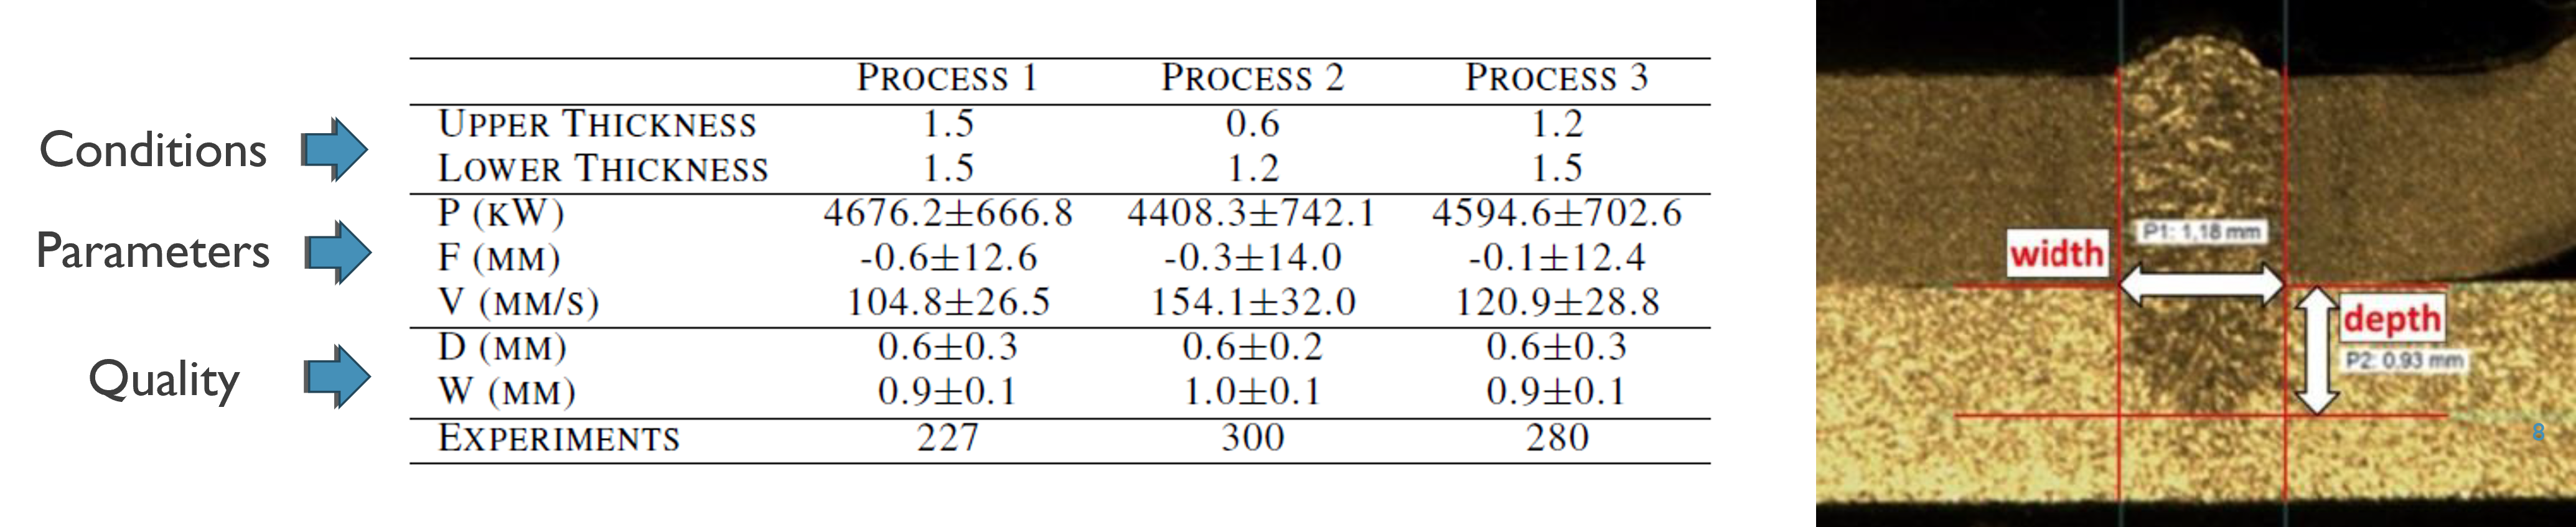 PROCESS 1 PROCESS 2 PROCESS 3
Conditions
UPPER THICKNESS 1.5 0.6 1.2
LOWER THICKNESS 1.5 1.2 1.5
Parameters
P (KW) 4676.2±666.8 4408.3±742.1 4594.6±702.6
F (MM) -0.6±12.6 -0.3±14.0 -0.1±12.4
V (MM/S) 104.8±26.5 154.1±32.0 120.9±28.8
Quality
D (MM) 0.6±0.3 0.6±0.2 0.6±0.3
W (MM) 0.9±0.1 1.0±0.1 0.9±0.1
EXPERIMENTS 227 300 280
P1: 1,18 mm
width
depth
P2: 0.93 mm
8